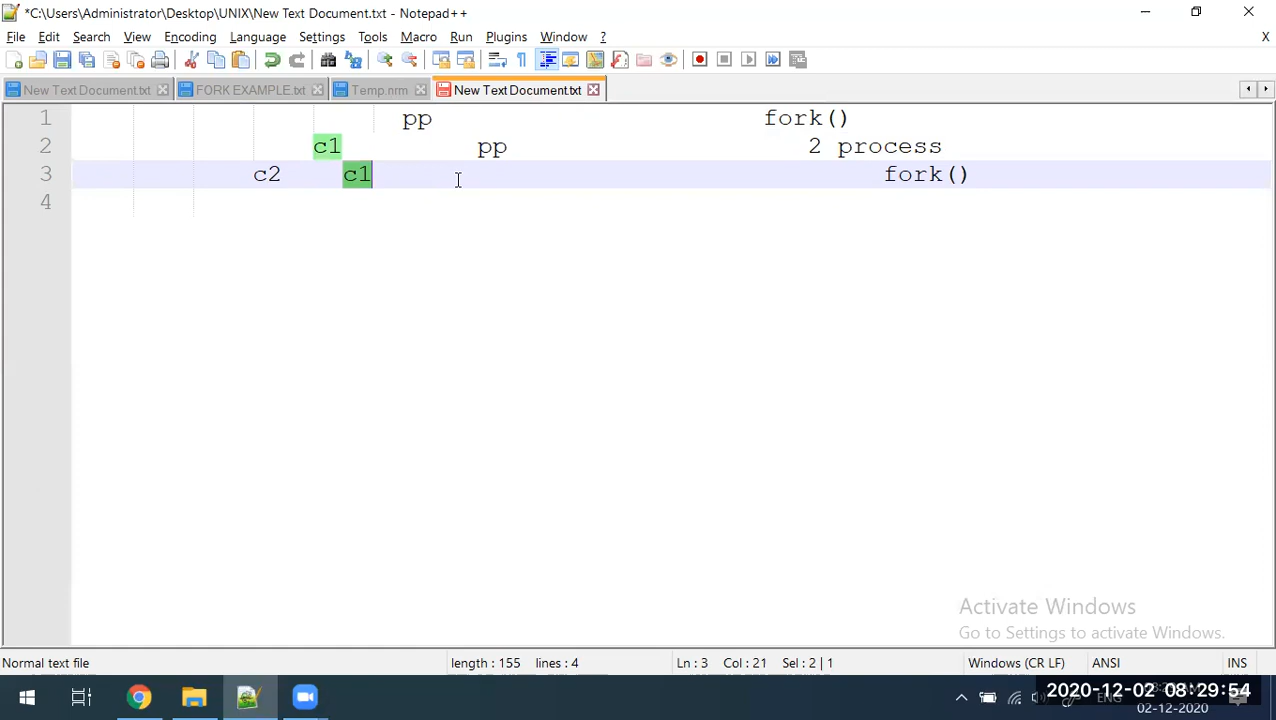 *C:\Users\Administrator\Desktop\UNIX\New Text Document.txt - Notepad++
File Edit Search View Encoding Language Settings Tools Macro Run Plugins Window ? X
New Text Document.txt FORK EXAMPLE.txt Temp.nrm New Text Document.txt
1 pp fork()
2 c1 pp 2 process
3 c2 c1 fork()
4
Activate Windows
Go to Settings to activate Windows.
Normal text file length : 155 lines : 4 Ln : 3 Col : 21 Sel : 2 | 1 Windows (CR LF) ANSI INS
ENG
2020-12-02 08:29:54
02-12-2020